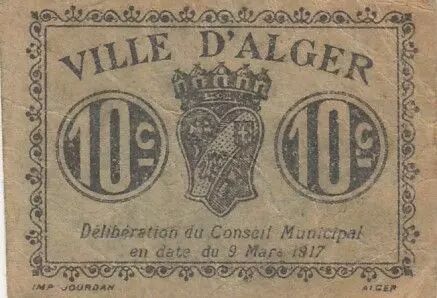 VILLE D'ALGER
10c 10c
Délibération du Conseil Municipal
en date du 9 Mars 1917
IMP JOURDAN ALGER